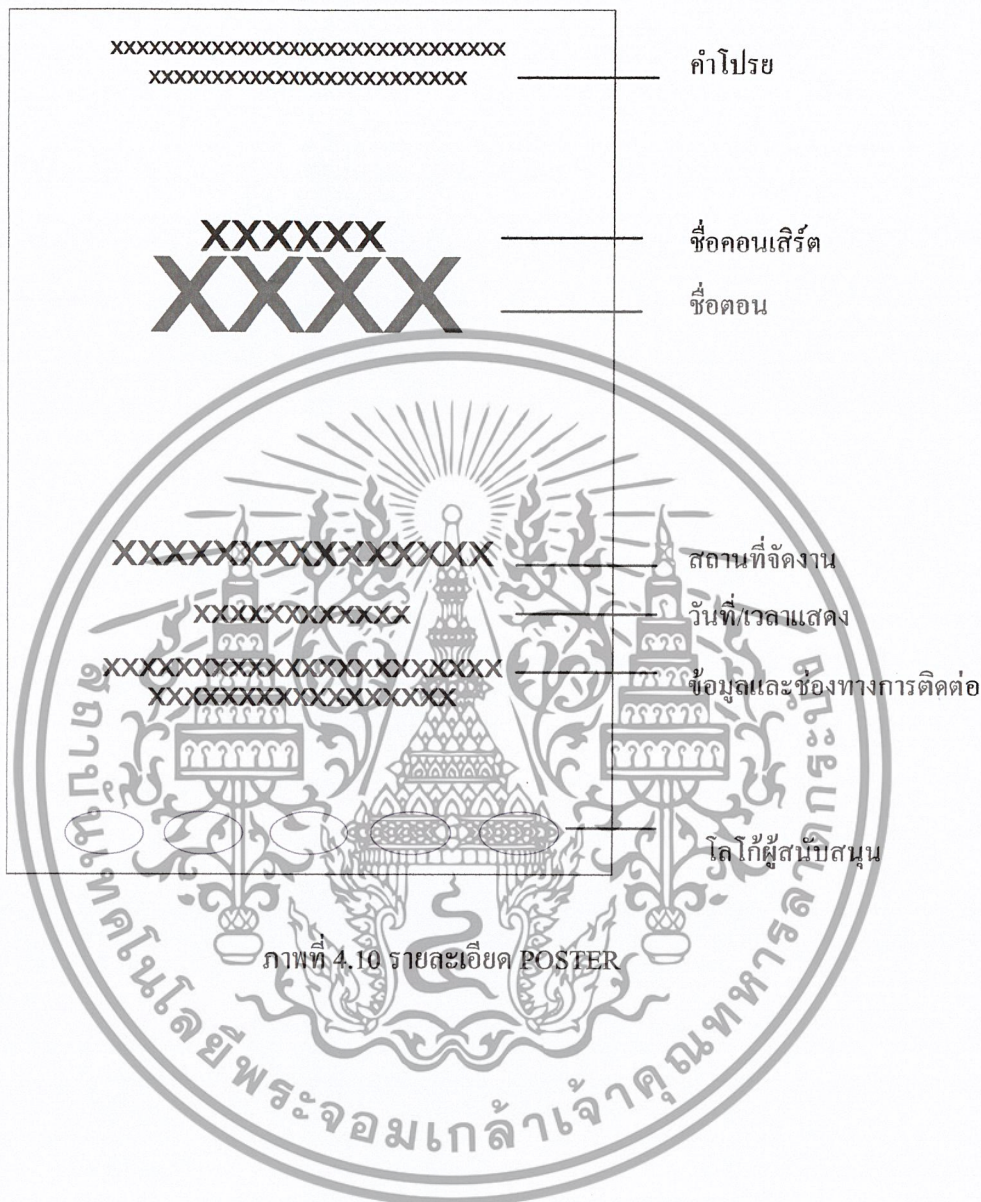 XXXXXXXXXXXXXXXXXXXXXXXXXXXXXXX
XXXXXXXXXXXXXXXXXXXXXXXXX
คำโปรย
XXXXXX
ชื่อคอนเสิร์ต
XXXX
ชื่อตอน
XXXXXXXXXXXXXXX
สถานที่จัดงาน
XXXXXXXXXXXX
วันที่/เวลาแสดง
XXXXXXXXXXXXXXXXXXXXXX
XXXXXXXXXXXXXXXXX
ข้อมูลและช่องทางการติดต่อ
โลโก้ผู้สนับสนุน
ภาพที่ 4.10 รายละเอียด POSTER
สถาบันเทคโนโลยีพระจอมเกล้าเจ้าคุณทหารลาดกระบัง